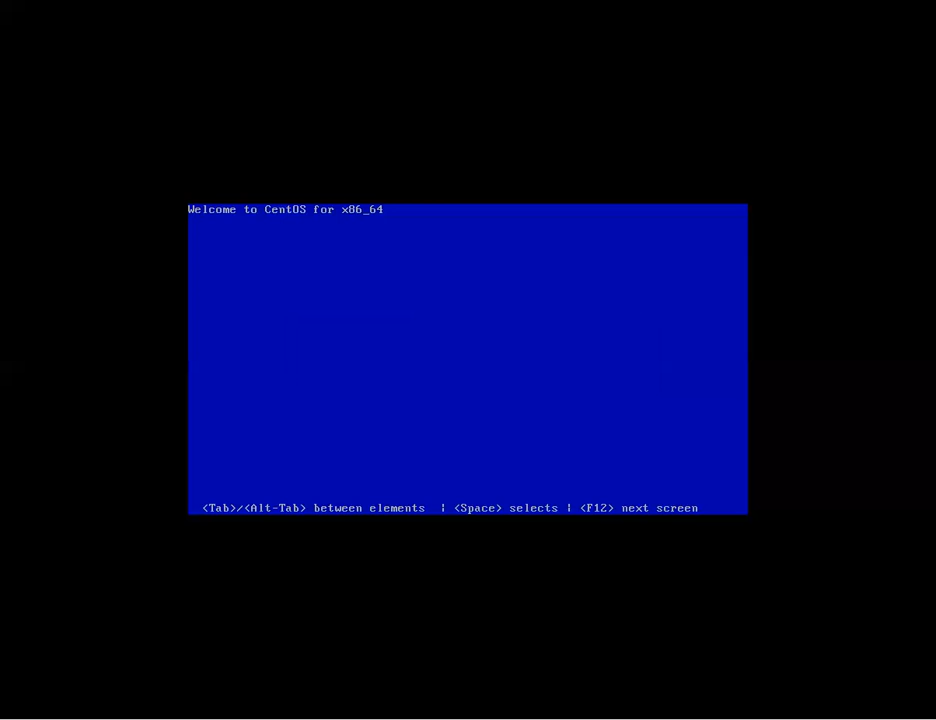 Welcome to CentOS for x86_64
<Tab>/<Alt-Tab> between elements  ¦ <Space> selects ¦ <F12> next screen